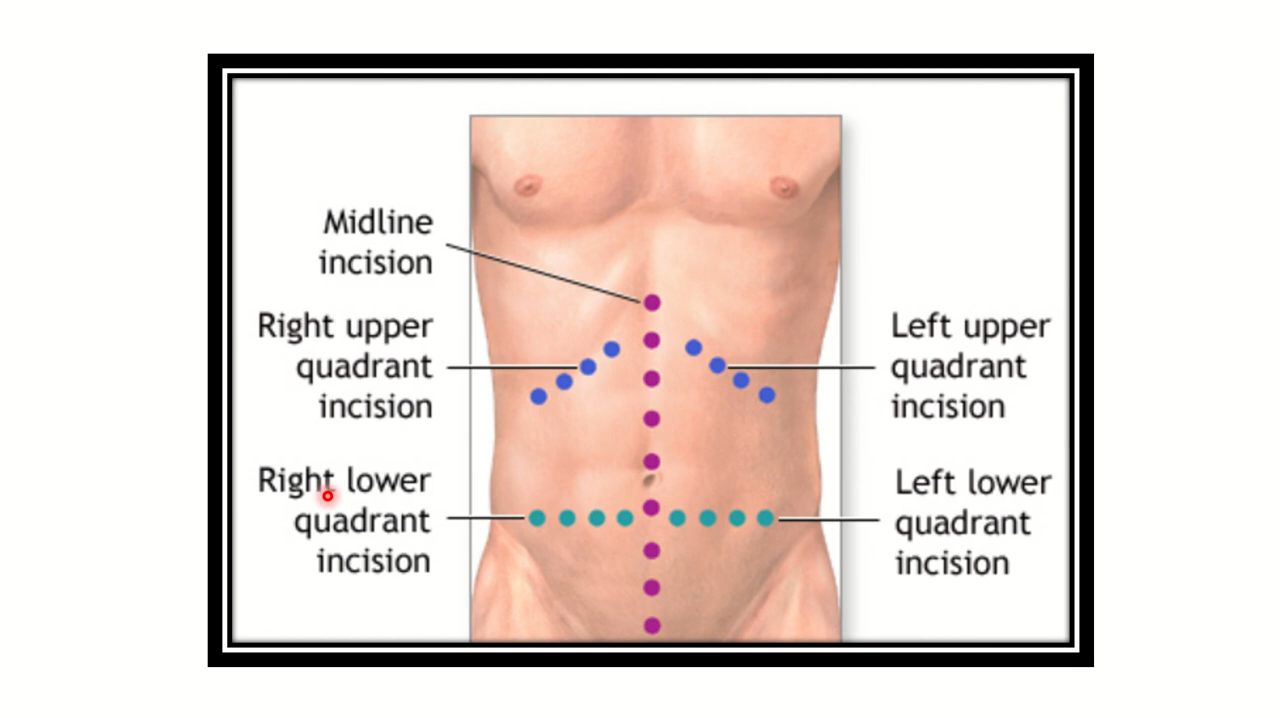 Midline
incision
Right upper
quadrant
incision
Right lower
quadrant
incision
Left upper
quadrant
incision
Left lower
quadrant
incision